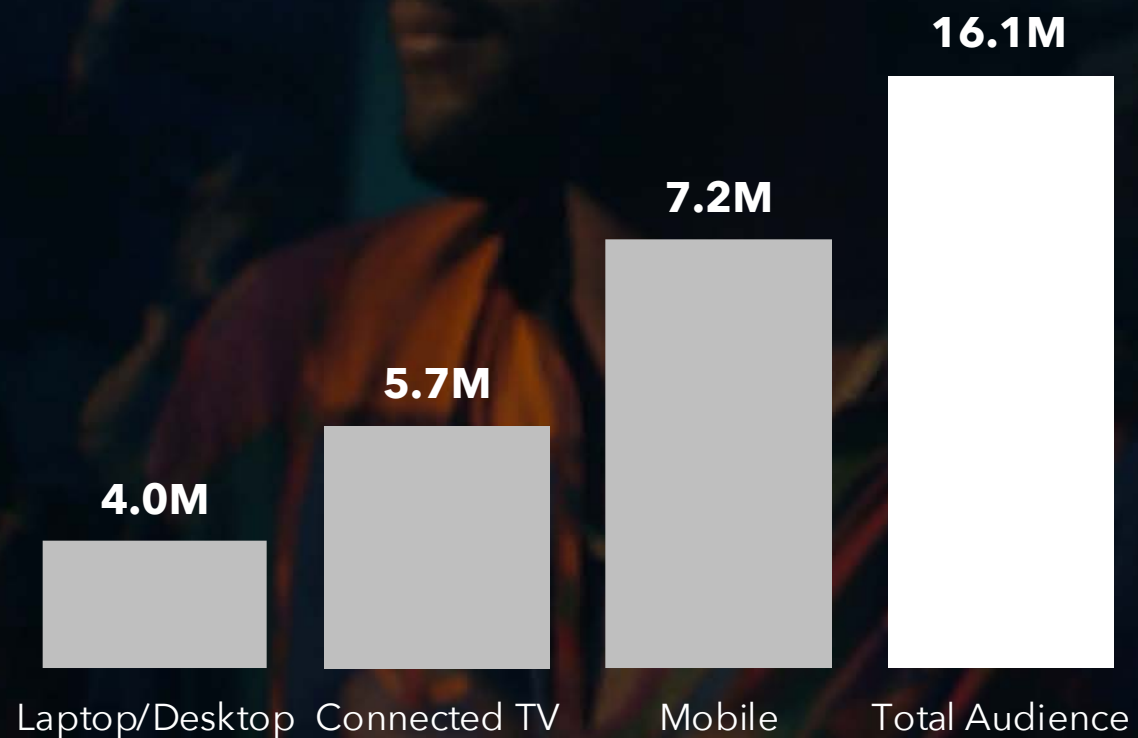 16.1M
7.2M
5.7M
4.0M
Laptop/Desktop Connected TV Mobile Total Audience